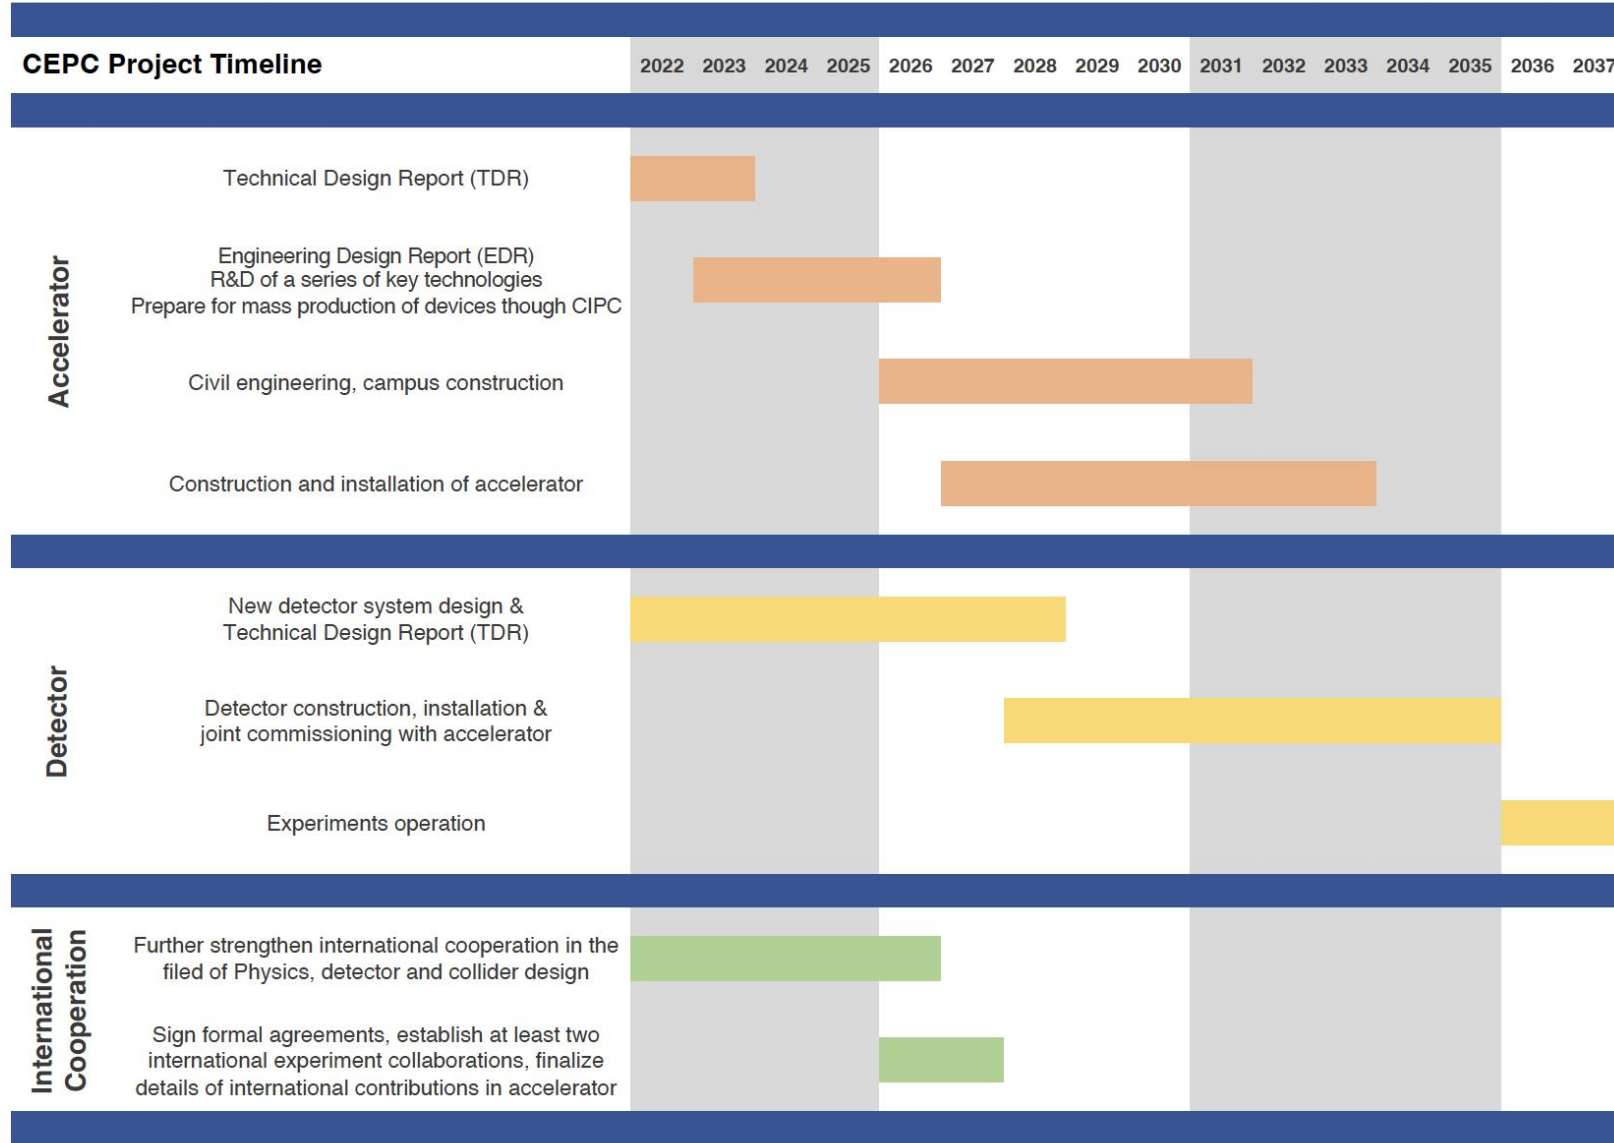 CEPC Project Timeline 2022 2023 2024 2025 2026 2027 2028 2029 2030 2031 2032 2033 2034 2035 2036 2037
Accelerator
Technical Design Report (TDR)
Engineering Design Report (EDR)
R&D of a series of key technologies
Prepare for mass production of devices though CIPC
Civil engineering, campus construction
Construction and installation of accelerator
Detector
New detector system design &
Technical Design Report (TDR)
Detector construction, installation &
joint commissioning with accelerator
Experiments operation
International
Cooperation
Further strengthen international cooperation in the
filed of Physics, detector and collider design
Sign formal agreements, establish at least two
international experiment collaborations, finalize
details of international contributions in accelerator